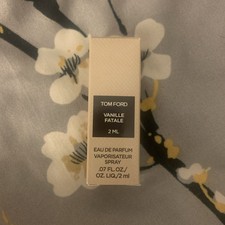 TOM FORD
VANILLE
FATALE
2 ML
EAU DE PARFUM
VAPORISATEUR
SPRAY
.07 FL.OZ./
OZ. LIQ./2 ml